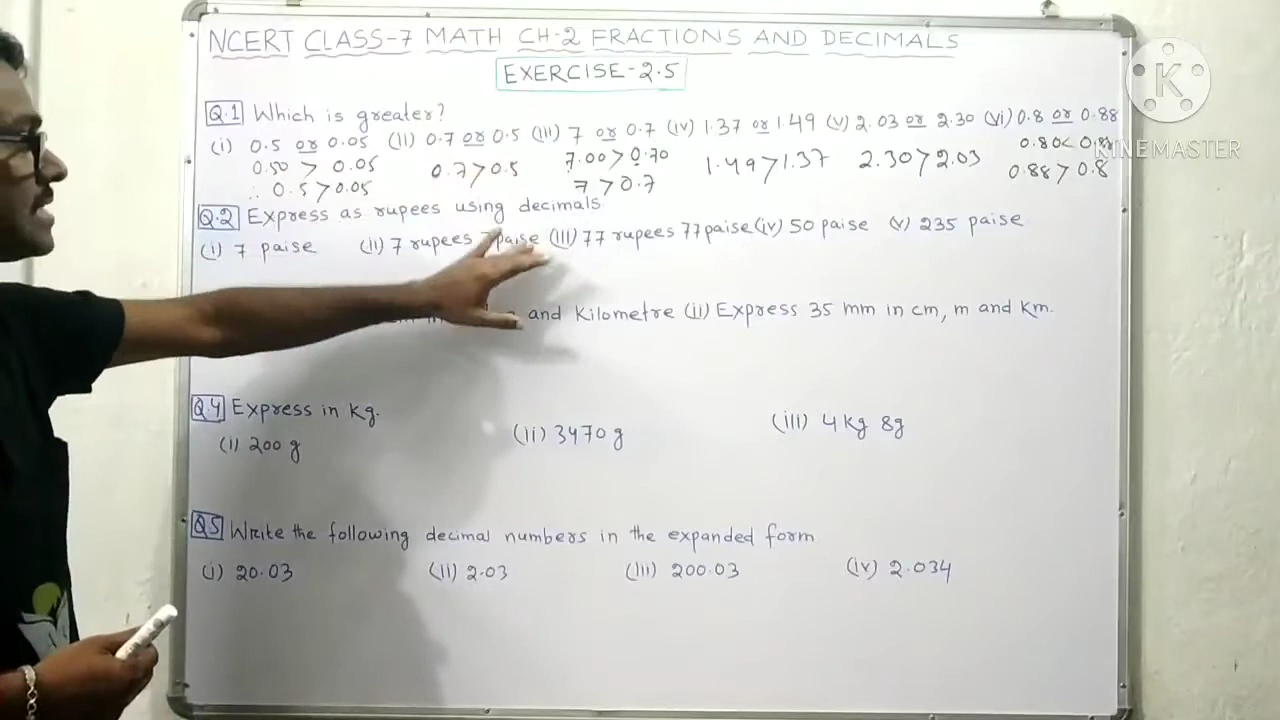 NCERT CLASS-7 MATH CH-2 FRACTIONS AND DECIMALS
EXERCISE-2.5
K
KINEMASTER
Q.1 Which is greater?
(i) 0.5 or 0.05 (ii) 0.7 or 0.5 (iii) 7 or 0.7 (iv) 1.37 or 1.49 (v) 2.03 or 2.30 (vi) 0.8 or 0.88
0.50 > 0.05 0.7 > 0.5 7.00 > 0.70 1.49 > 1.37 2.30 > 2.03 0.80 <
∴ 0.5 > 0.05 7 > 0.7 0.88 > 0.8
Q.2 Express as rupees using decimals
(i) 7 paise (ii) 7 rupees paise (iii) 77 rupees 77 paise (iv) 50 paise (v) 235 paise
and Kilometre (ii) Express 35 mm in cm, m and Km.
Q.4 Express in Kg.
(i) 200 g (ii) 3470 g (iii) 4 Kg 8g
Q5 Write the following decimal numbers in the expanded form
(i) 20.03 (ii) 2.03 (iii) 200.03 (iv) 2.034